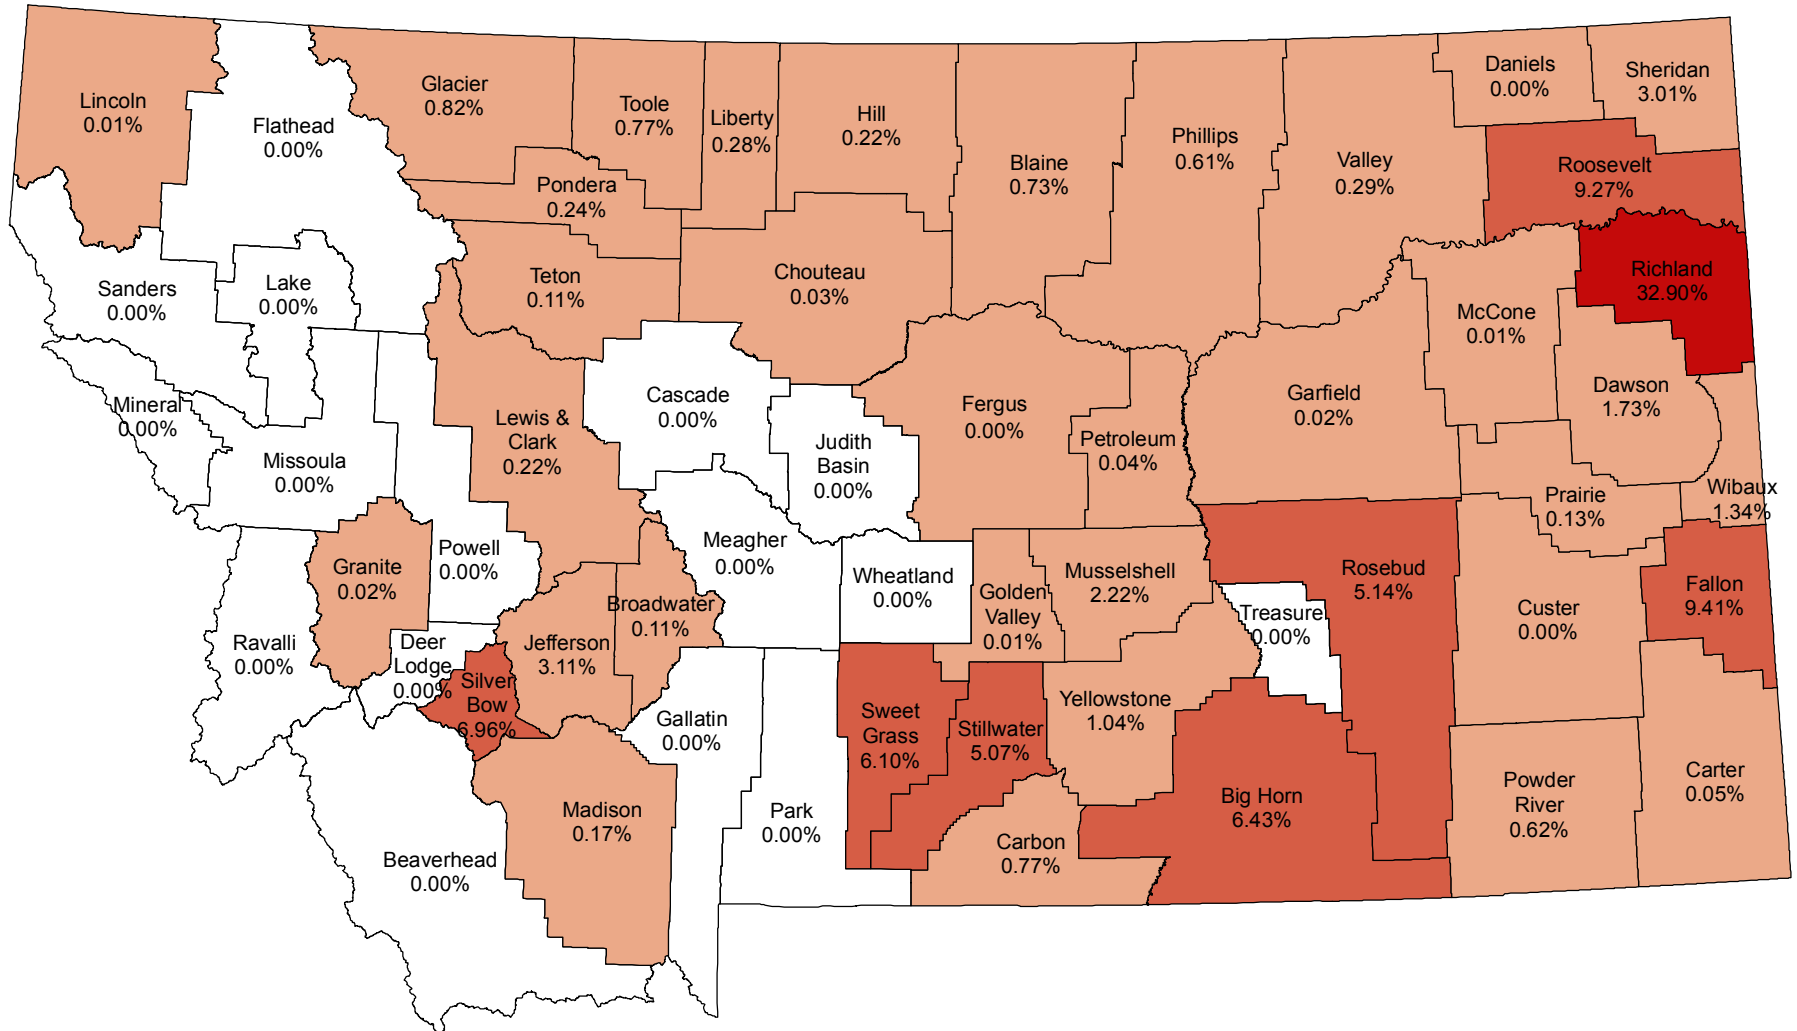 Lincoln
0.01%
Flathead
0.00%
Glacier
0.82%
Toole
0.77%
Liberty
0.28%
Hill
0.22%
Blaine
0.73%
Phillips
0.61%
Valley
0.29%
Daniels
0.00%
Sheridan
3.01%
Roosevelt
9.27%
Pondera
0.24%
Teton
0.11%
Chouteau
0.03%
Richland
32.90%
Sanders
0.00%
Lake
0.00%
McCone
0.01%
Dawson
1.73%
Mineral
0.00%
Missoula
0.00%
Lewis &
Clark
0.22%
Cascade
0.00%
Judith
Basin
0.00%
Fergus
0.00%
Petroleum
0.04%
Garfield
0.02%
Prairie
0.13%
Wibaux
1.34%
Granite
0.02%
Powell
0.00%
Meagher
0.00%
Wheatland
0.00%
Golden
Valley
0.01%
Musselshell
2.22%
Treasure
0.00%
Rosebud
5.14%
Custer
0.00%
Fallon
9.41%
Ravalli
0.00%
Deer
Lodge
0.00%
Silver
Bow
6.96%
Jefferson
3.11%
Broadwater
0.11%
Gallatin
0.00%
Sweet
Grass
6.10%
Stillwater
5.07%
Yellowstone
1.04%
Big Horn
6.43%
Powder
River
0.62%
Carter
0.05%
Beaverhead
0.00%
Madison
0.17%
Park
0.00%
Carbon
0.77%